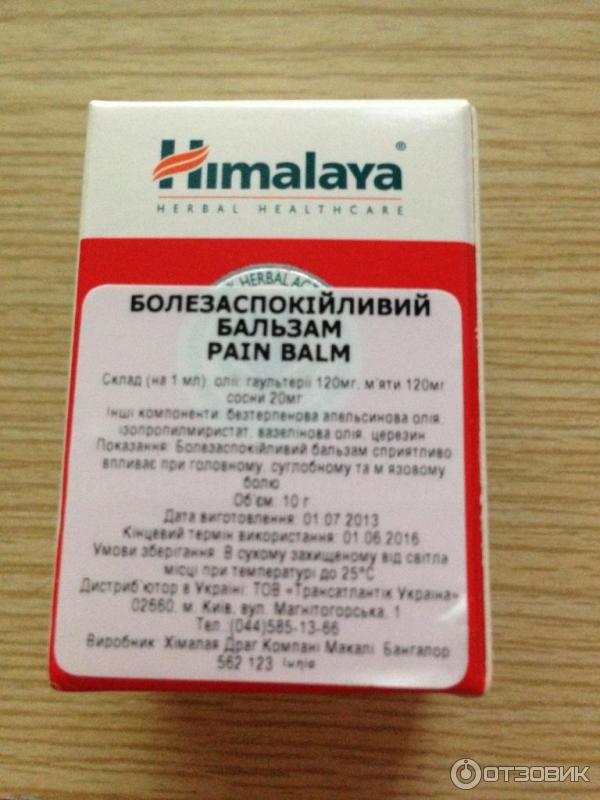 Himalaya®
HERBAL HEALTHCARE
HERBAL
БОЛЕЗАСПОКІЙЛИВИЙ
БАЛЬЗАМ
PAIN BALM
Склад (на 1 мл): олії: гаультерії 120мг, м'яти 120мг
сосни 20мг
Інші компоненти: безтерпенова апельсинова олія,
ізопропилмиристат, вазелінова олія, церезин
Показання: Болезаспокійливий бальзам сприятливо
впливає при головному, суглобному та м'язовому
болю
Об'єм: 10 г
Дата виготовлення: 01.07.2013
Кінцевий термін використання: 01.06.2016
Умови зберігання: В сухому захищеному від світла
місці при температурі до 25°C
Дистриб'ютор в Україні: ТОВ «Трансатлантік Україна»
02660, м. Київ, вул. Магнітогорська, 1
Тел. (044)585-13-66
Виробник: Хімалая Драг Компані Макалі, Бангалор
562 123 Індія
ОТЗОВИК